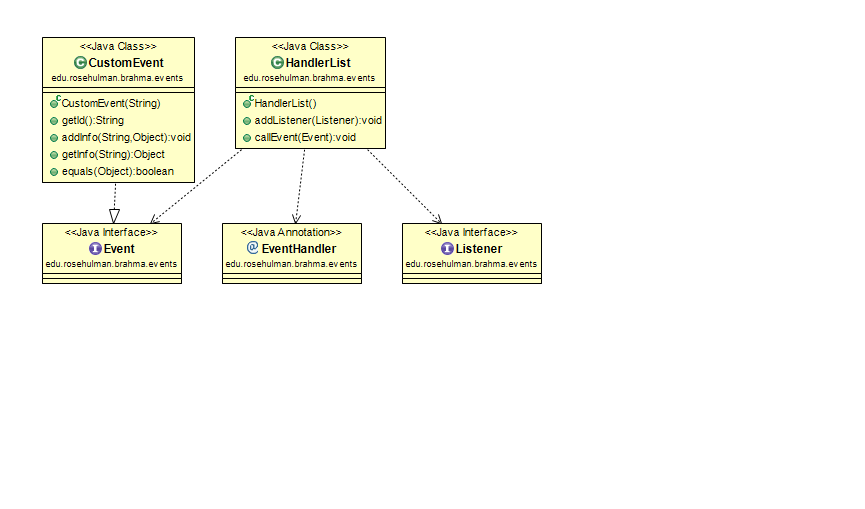 <<Java Class>>
CustomEvent
edu.rosehulman.brahma.events
CustomEvent(String)
getId():String
addInfo(String,Object):void
getInfo(String):Object
equals(Object):boolean
<<Java Class>>
HandlerList
edu.rosehulman.brahma.events
HandlerList()
addListener(Listener):void
callEvent(Event):void
<<Java Interface>>
Event
edu.rosehulman.brahma.events
<<Java Annotation>>
EventHandler
edu.rosehulman.brahma.events
<<Java Interface>>
Listener
edu.rosehulman.brahma.events